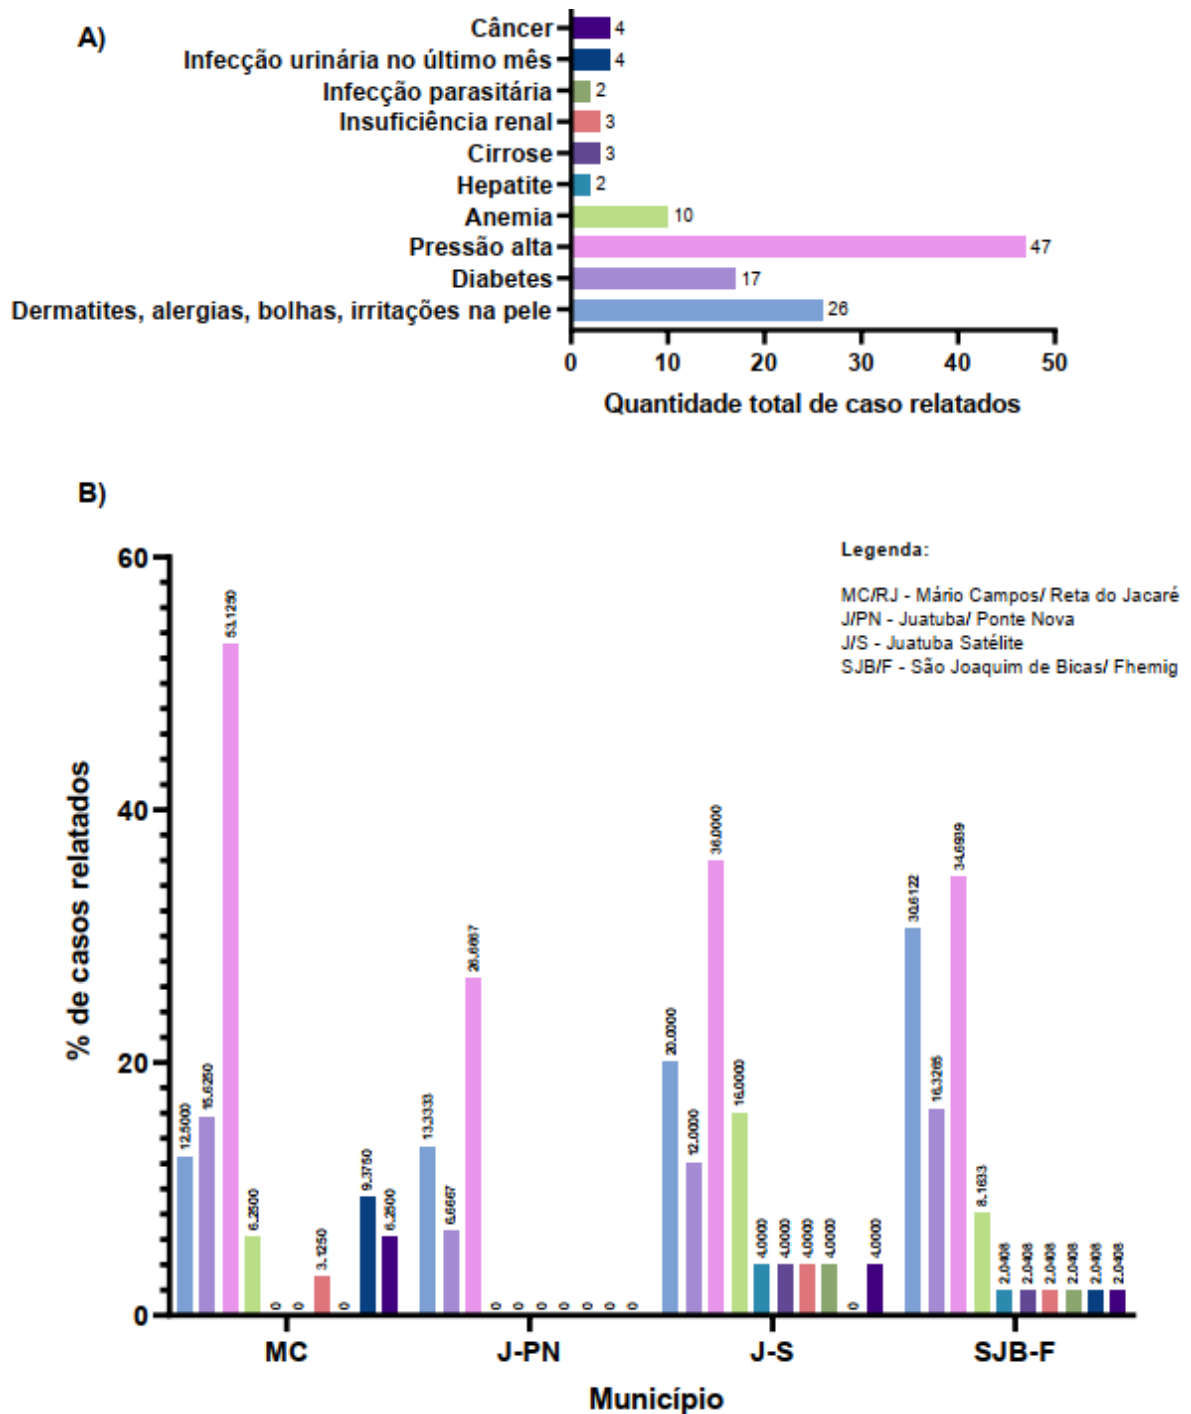 A)
Câncer 4
Infecção urinária no último mês 4
Infecção parasitária 2
Insuficiência renal 3
Cirrose 3
Hepatite 2
Anemia 10
Pressão alta 47
Diabetes 17
Dermatites, alergias, bolhas, irritações na pele 26
0 10 20 30 40 50
Quantidade total de caso relatados
B)
Legenda:
MC/RJ - Mário Campos/ Reta do Jacaré
J/PN - Juatuba/ Ponte Nova
J/S - Juatuba Satélite
SJB/F - São Joaquim de Bicas/ Fhemig
% de casos relatados
60
40
20
0
12.5000 15.6250 53.1250 6.2500 0 0 3.1250 0 9.3750 6.2500
13.3333 6.6667 26.6667 0 0 0 0 0 0 0
20.0000 12.0000 36.0000 16.0000 4.0000 4.0000 4.0000 4.0000 0 4.0000
30.6122 16.3265 34.6939 8.1633 2.0408 2.0408 2.0408 2.0408 2.0408 2.0408
MC J-PN J-S SJB-F
Município